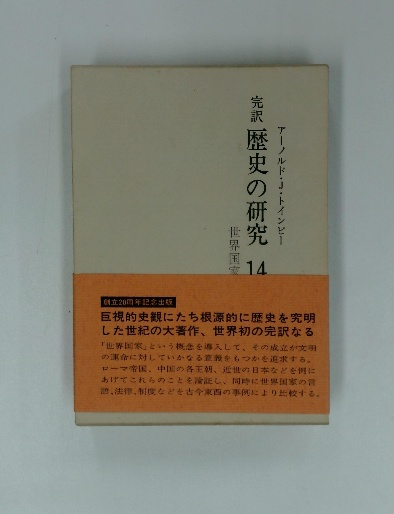 アーノルド・J・トインビー
完訳 歴史の研究 14
世界国家
創立20周年記念出版
巨視的史観にたち根源的に歴史を究明
した世紀の大著作、世界初の完訳なる
「世界国家」という概念を導入して、その成立が文明
の運命に対していかなる意義をもつかを追求する。
ローマ帝国、中国の各王朝、近世の日本などを例に
あげてこれらのことを論証し、同時に世界国家の言
語、法律、制度などを古今東西の事例により比較する。